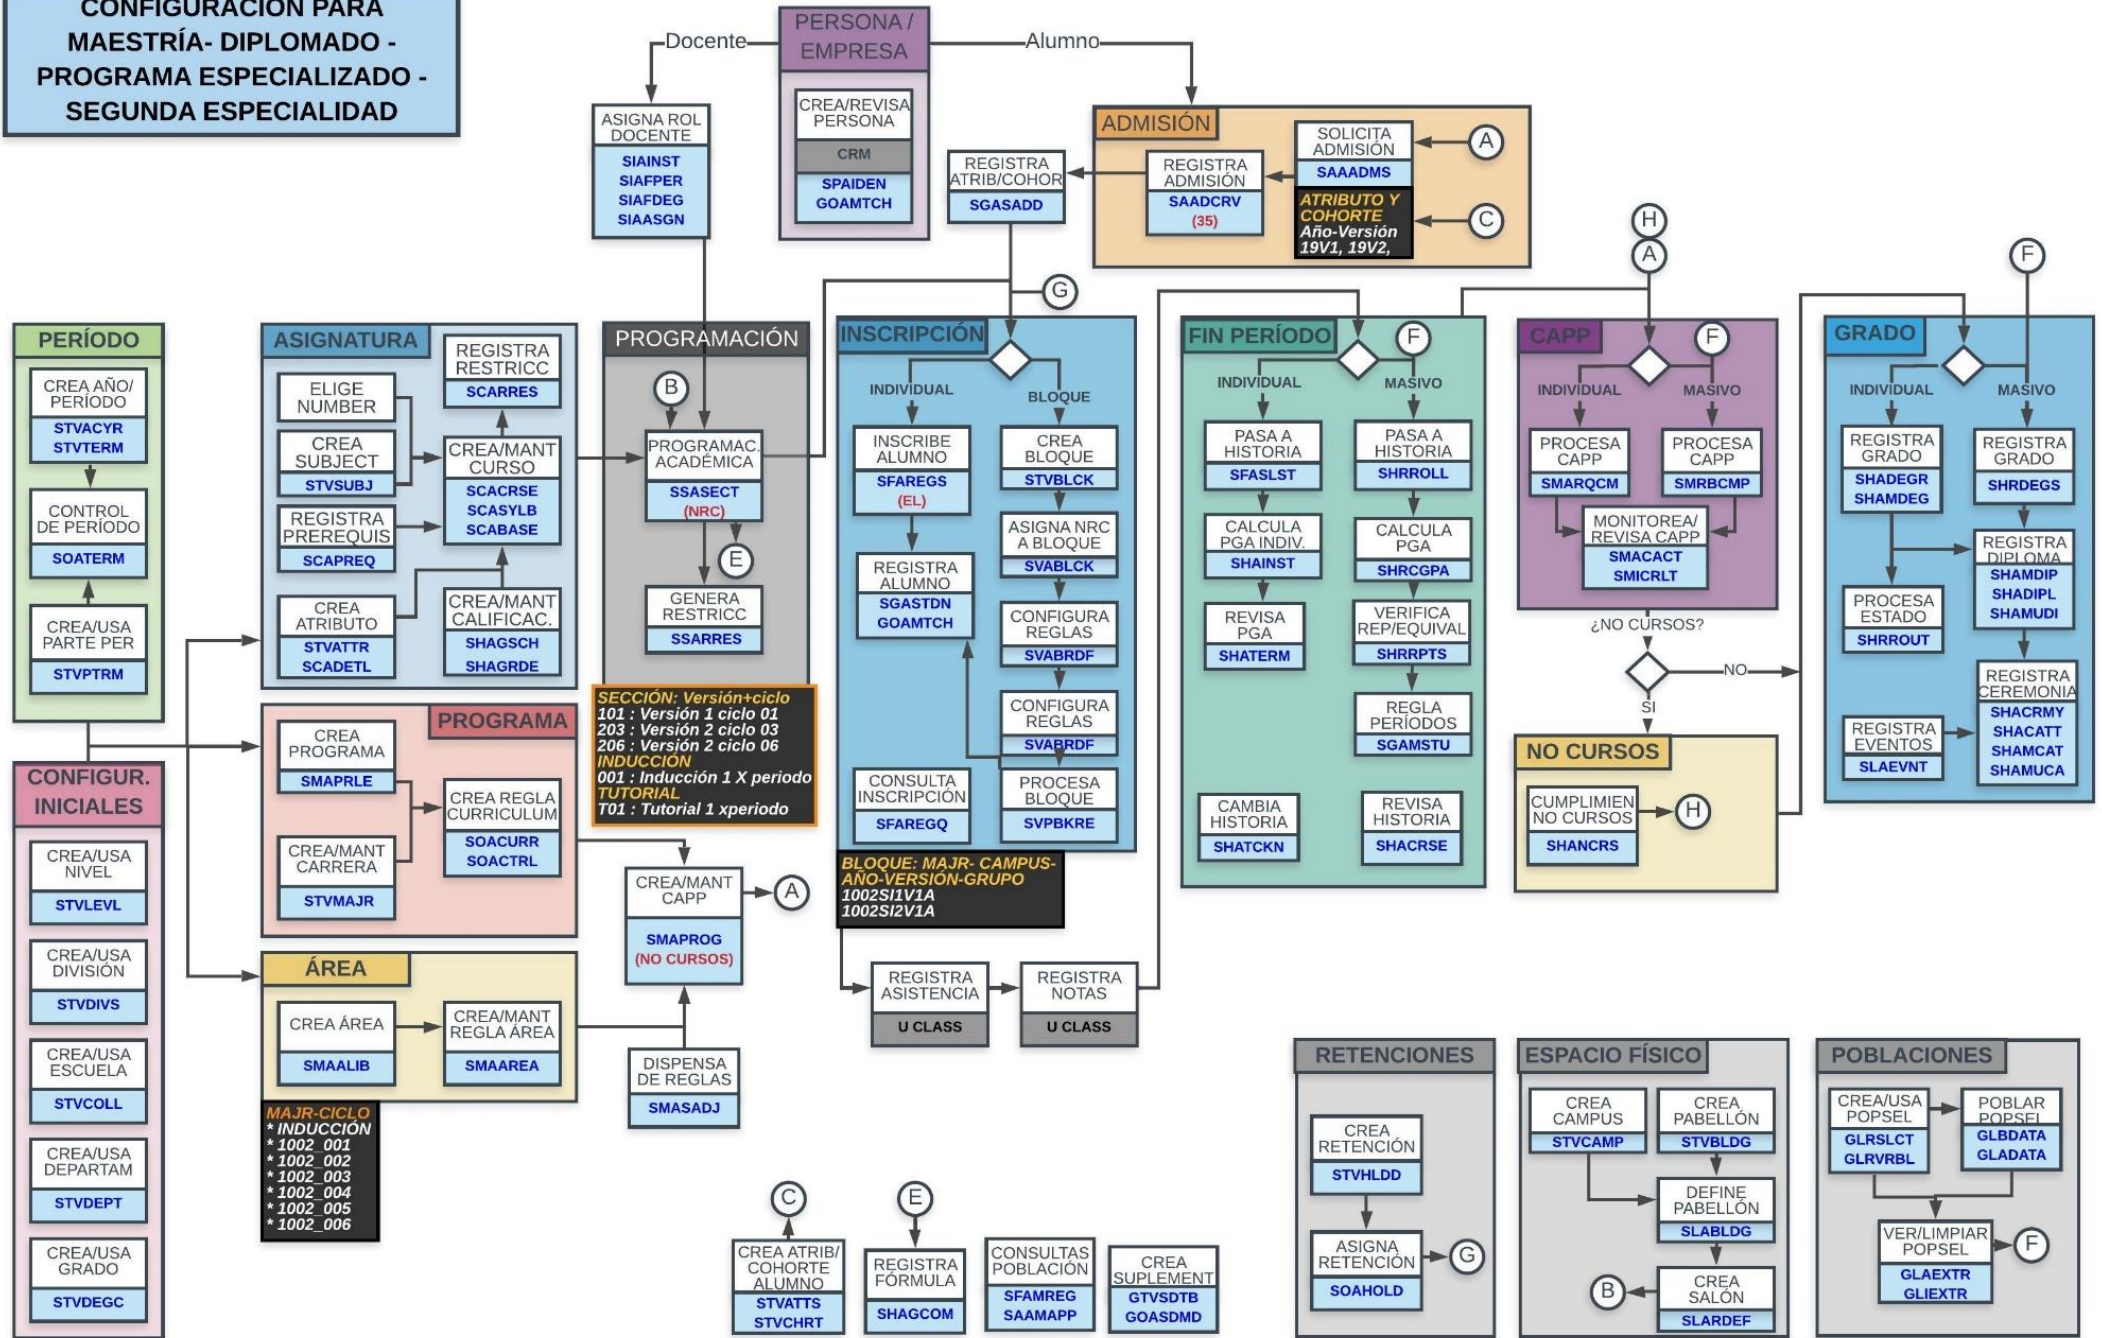 CONFIGURACIÓN PARA
MAESTRÍA- DIPLOMADO -
PROGRAMA ESPECIALIZADO -
SEGUNDA ESPECIALIDAD
Docente
PERSONA /
EMPRESA
Alumno
CREA/REVISA
PERSONA
CRM
SPAIDEN
GOAMTCH
ASIGNA ROL
DOCENTE
SIAINST
SIAFPER
SIAFDEG
SIAASGN
REGISTRA
ATRIB/COHOR
SGASADD
ADMISIÓN
REGISTRA
ADMISIÓN
SAADCRV
(35)
SOLICITA
ADMISIÓN
SAAADMS
ATRIBUTO Y
COHORTE
Año-Versión
19V1, 19V2,
A
C
PERÍODO
CREA AÑO/
PERÍODO
STVACYR
STVTERM
CONTROL
DE PERÍODO
SOATERM
CREA/USA
PARTE PER
STVPTRM
CONFIGUR.
INICIALES
CREA/USA
NIVEL
STVLEVL
CREA/USA
DIVISIÓN
STVDIVS
CREA/USA
ESCUELA
STVCOLL
CREA/USA
DEPARTAM
STVDEPT
CREA/USA
GRADO
STVDEGC
ASIGNATURA
REGISTRA
RESTRICC
SCARRES
ELIGE
NUMBER
CREA
SUBJECT
STVSUBJ
CREA/MANT
CURSO
SCACRSE
SCASYLB
SCABASE
REGISTRA
PREREQUIS
SCAPREQ
CREA
ATRIBUTO
STVATTR
SCADETL
CREA/MANT
CALIFICAC.
SHAGSCH
SHAGRDE
PROGRAMA
CREA
PROGRAMA
SMAPRLE
CREA/MANT
CARRERA
STVMAJR
CREA REGLA
CURRICULUM
SOACURR
SOACTRL
ÁREA
CREA ÁREA
SMAALIB
CREA/MANT
REGLA ÁREA
SMAAREA
MAJR-CICLO
* INDUCCIÓN
* 1002_001
* 1002_002
* 1002_003
* 1002_004
* 1002_005
* 1002_006
PROGRAMACIÓN
B
PROGRAMAC.
ACADÉMICA
SSASECT
(NRC)
E
GENERA
RESTRICC
SSARRES
SECCIÓN: Versión+ciclo
101 : Versión 1 ciclo 01
203 : Versión 2 ciclo 03
206 : Versión 2 ciclo 06
INDUCCIÓN
001 : Inducción 1 X periodo
TUTORIAL
T01 : Tutorial 1 xperiodo
CREA/MANT
CAPP
SMAPROG
(NO CURSOS)
A
DISPENSA
DE REGLAS
SMASADJ
G
INSCRIPCIÓN
INDIVIDUAL
BLOQUE
INSCRIBE
ALUMNO
SFAREGS
(EL)
REGISTRA
ALUMNO
SGASTDN
GOAMTCH
CONSULTA
INSCRIPCIÓN
SFAREGQ
CREA
BLOQUE
STVBLCK
ASIGNA NRC
A BLOQUE
SVABLCK
CONFIGURA
REGLAS
SVABRDF
CONFIGURA
REGLAS
SVABRDF
PROCESA
BLOQUE
SVPBKRE
BLOQUE: MAJR- CAMPUS-
AÑO-VERSIÓN-GRUPO
1002SI1V1A
1002SI2V1A
REGISTRA
ASISTENCIA
U CLASS
REGISTRA
NOTAS
U CLASS
FIN PERÍODO
F
INDIVIDUAL
MASIVO
PASA A
HISTORIA
SFASLST
CALCULA
PGA INDIV.
SHAINST
REVISA
PGA
SHATERM
CAMBIA
HISTORIA
SHATCKN
PASA A
HISTORIA
SHRROLL
CALCULA
PGA
SHRCGPA
VERIFICA
REP/EQUIVAL
SHRRPTS
REGLA
PERÍODOS
SGAMSTU
REVISA
HISTORIA
SHACRSE
H
A
CAPP
F
INDIVIDUAL
MASIVO
PROCESA
CAPP
SMARQCM
PROCESA
CAPP
SMRBCMP
MONITOREA/
REVISA CAPP
SMACACT
SMICRLT
¿NO CURSOS?
NO
SI
NO CURSOS
CUMPLIMIEN
NO CURSOS
SHANCRS
H
F
GRADO
INDIVIDUAL
MASIVO
REGISTRA
GRADO
SHADEGR
SHAMDEG
PROCESA
ESTADO
SHRROUT
REGISTRA
EVENTOS
SLAEVNT
REGISTRA
GRADO
SHRDEGS
REGISTRA
DIPLOMA
SHAMDIP
SHADIPL
SHAMUDI
REGISTRA
CEREMONIA
SHACRMY
SHACATT
SHAMCAT
SHAMUCA
C
CREA ATRIB/
COHORTE
ALUMNO
STVATTS
STVCHRT
E
REGISTRA
FÓRMULA
SHAGCOM
CONSULTAS
POBLACIÓN
SFAMREG
SAAMAPP
CREA
SUPLEMENT
GTVSDTB
GOASDMD
RETENCIONES
CREA
RETENCIÓN
STVHLDD
ASIGNA
RETENCIÓN
SOAHOLD
G
ESPACIO FÍSICO
CREA
CAMPUS
STVCAMP
CREA
PABELLÓN
STVBLDG
DEFINE
PABELLÓN
SLABLDG
B
CREA
SALÓN
SLARDEF
POBLACIONES
CREA/USA
POPSEL
GLRSLCT
GLRVRBL
POBLAR
POPSEL
GLBDATA
GLADATA
VER/LIMPIAR
POPSEL
GLAEXTR
GLIEXTR
F